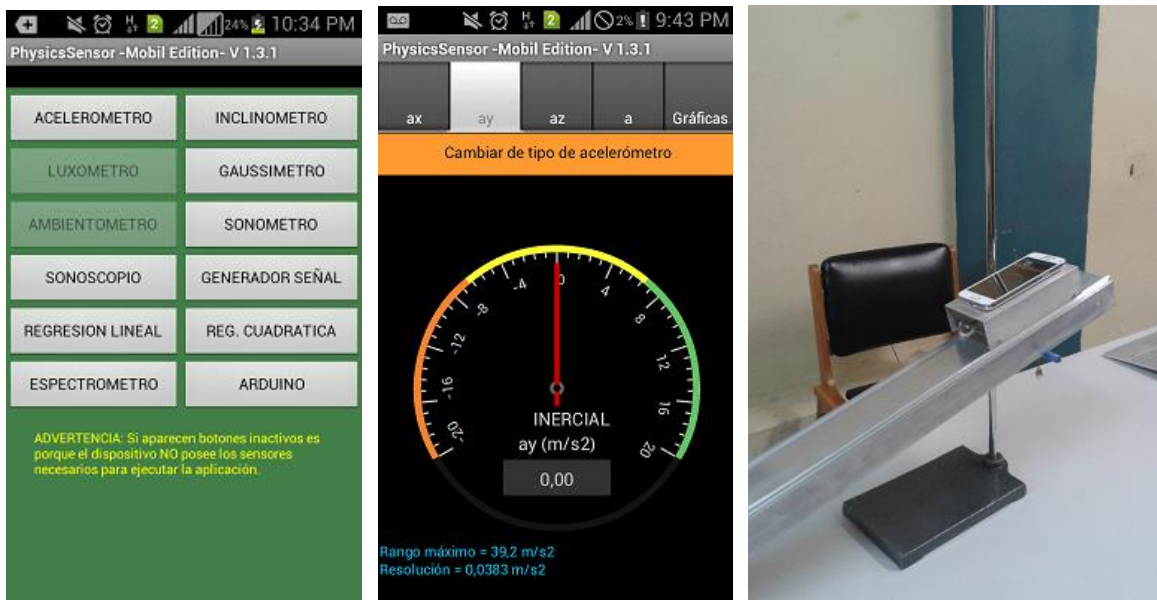 2 24% 10:34 PM
PhysicsSensor -Mobil Edition- V 1.3.1
ACELEROMETRO INCLINOMETRO
LUXOMETRO GAUSSIMETRO
AMBIENTOMETRO SONOMETRO
SONOSCOPIO GENERADOR SEÑAL
REGRESION LINEAL REG. CUADRATICA
ESPECTROMETRO ARDUINO
ADVERTENCIA: Si aparecen botones inactivos es
porque el dispositivo NO posee los sensores
necesarios para ejecutar la aplicación.
H 2 2% 9:43 PM
PhysicsSensor -Mobil Edition- V 1.3.1
ax ay az a Gráficas
Cambiar de tipo de acelerómetro
-20 -16 -12 -8 -4 0 4 8 12 16 20
INERCIAL
ay (m/s2)
0,00
Rango máximo = 39,2 m/s2
Resolución = 0,0383 m/s2